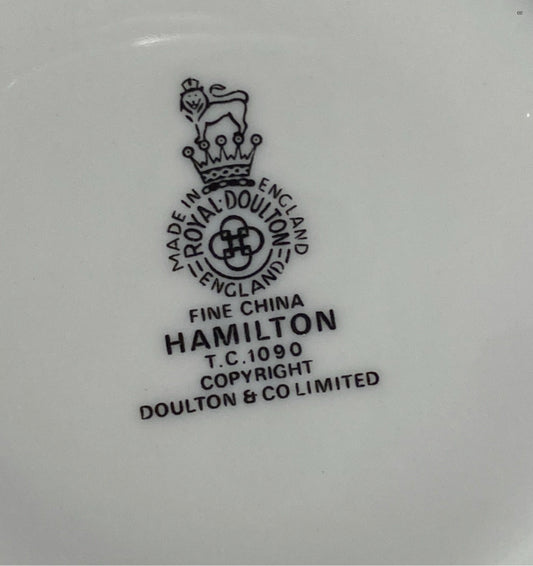 MADE IN ENGLAND
ROYAL·DOULTON
ENGLAND
FINE CHINA
HAMILTON
T.C.1090
COPYRIGHT
DOULTON & CO LIMITED